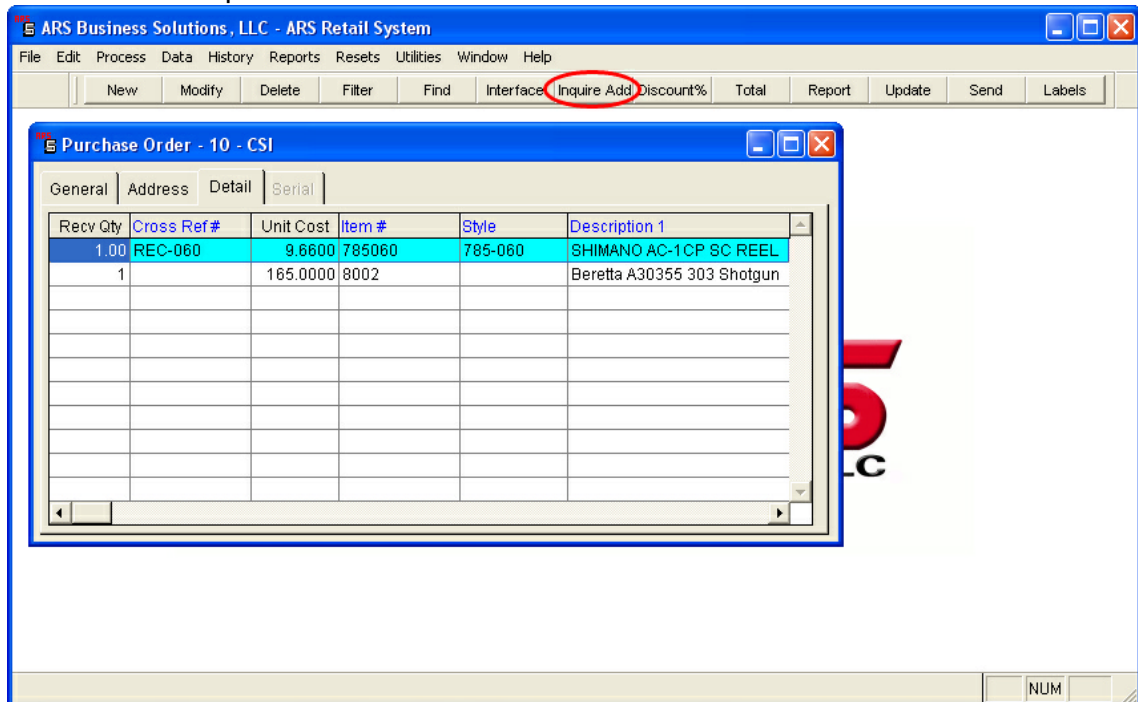 ARS Business Solutions, LLC - ARS Retail System
File Edit Process Data History Reports Resets Utilities Window Help
New Modify Delete Filter Find Interface Inquire Add Discount% Total Report Update Send Labels
Purchase Order - 10 - CSI
General Address Detail Serial
Recv Qty Cross Ref # Unit Cost Item # Style Description 1
1.00 REC-060 9.6600 785060 785-060 SHIMANO AC-1CP SC REEL
1 165.0000 8002 Beretta A30355 303 Shotgun
LC
NUM